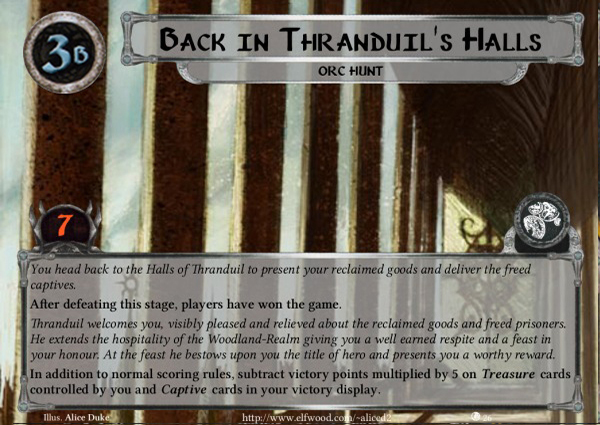 3B
BACK IN THRANDUIL'S HALLS
ORC HUNT
7
You head back to the Halls of Thranduil to present your reclaimed goods and deliver the freed
captives.
After defeating this stage, players have won the game.
Thranduil welcomes you, visibly pleased and relieved about the reclaimed goods and freed prisoners.
He extends the hospitality of the Woodland-Realm giving you a well earned respite and a feast in
your honour. At the feast he bestows upon you the title of hero and presents you a worthy reward.
In addition to normal scoring rules, subtract victory points multiplied by 5 on Treasure cards
controlled by you and Captive cards in your victory display.
Illus. Alice Duke
http://www.elfwood.com/~aliced2